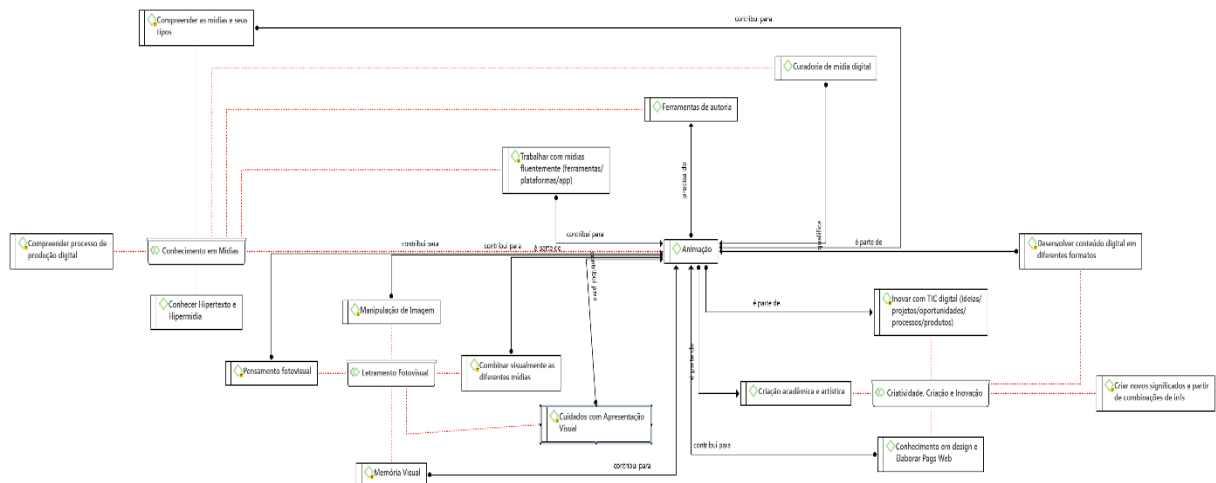 Compreender as mídias e seus
tipos
contribui para
Curadoria de mídia digital
Ferramentas de autoria
precisa de
Trabalhar com mídias
fluentemente (ferramentas/
plataformas/app)
contribui para
qualifica
Compreender processo de
produção digital
Conhecimento em Mídias
contribui para
contribui para
é parte de
contribui para
Animação
é parte de
Desenvolver conteúdo digital em
diferentes formatos
Conhecer Hipertexto e
Hipermídia
Manipulação de Imagem
é parte de
Inovar com TIC digital (ideias/
projetos/oportunidades/
processos/produtos)
Pensamento fotovisual
Letramento Fotovisual
Combinar visualmente as
diferentes mídias
é parte de
Criação acadêmica e artística
Criatividade, Criação e Inovação
Criar novos significados a partir
de combinações de infs
Cuidados com Apresentação
Visual
contribui para
Conhecimento em design e
Elaborar Pags Web
Memória Visual
contribui para